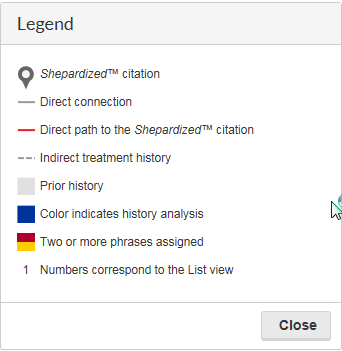 Legend
Shepardized™ citation
Direct connection
Direct path to the Shepardized™ citation
Indirect treatment history
Prior history
Color indicates history analysis
Two or more phrases assigned
1 Numbers correspond to the List view
Close